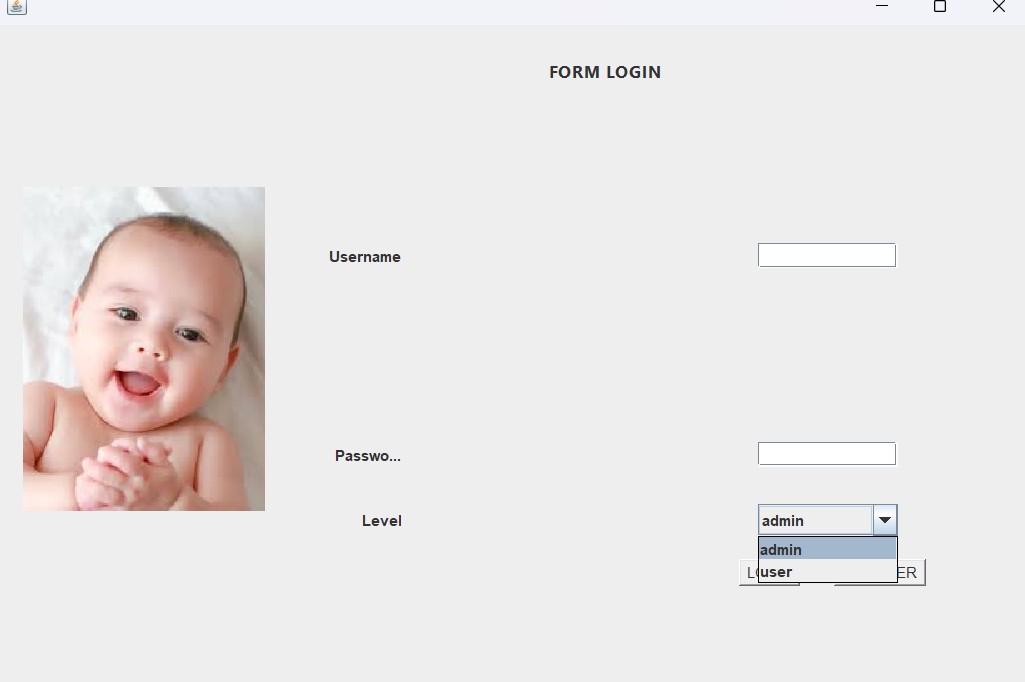 FORM LOGIN
Username
Passwo...
Level
admin
admin
user